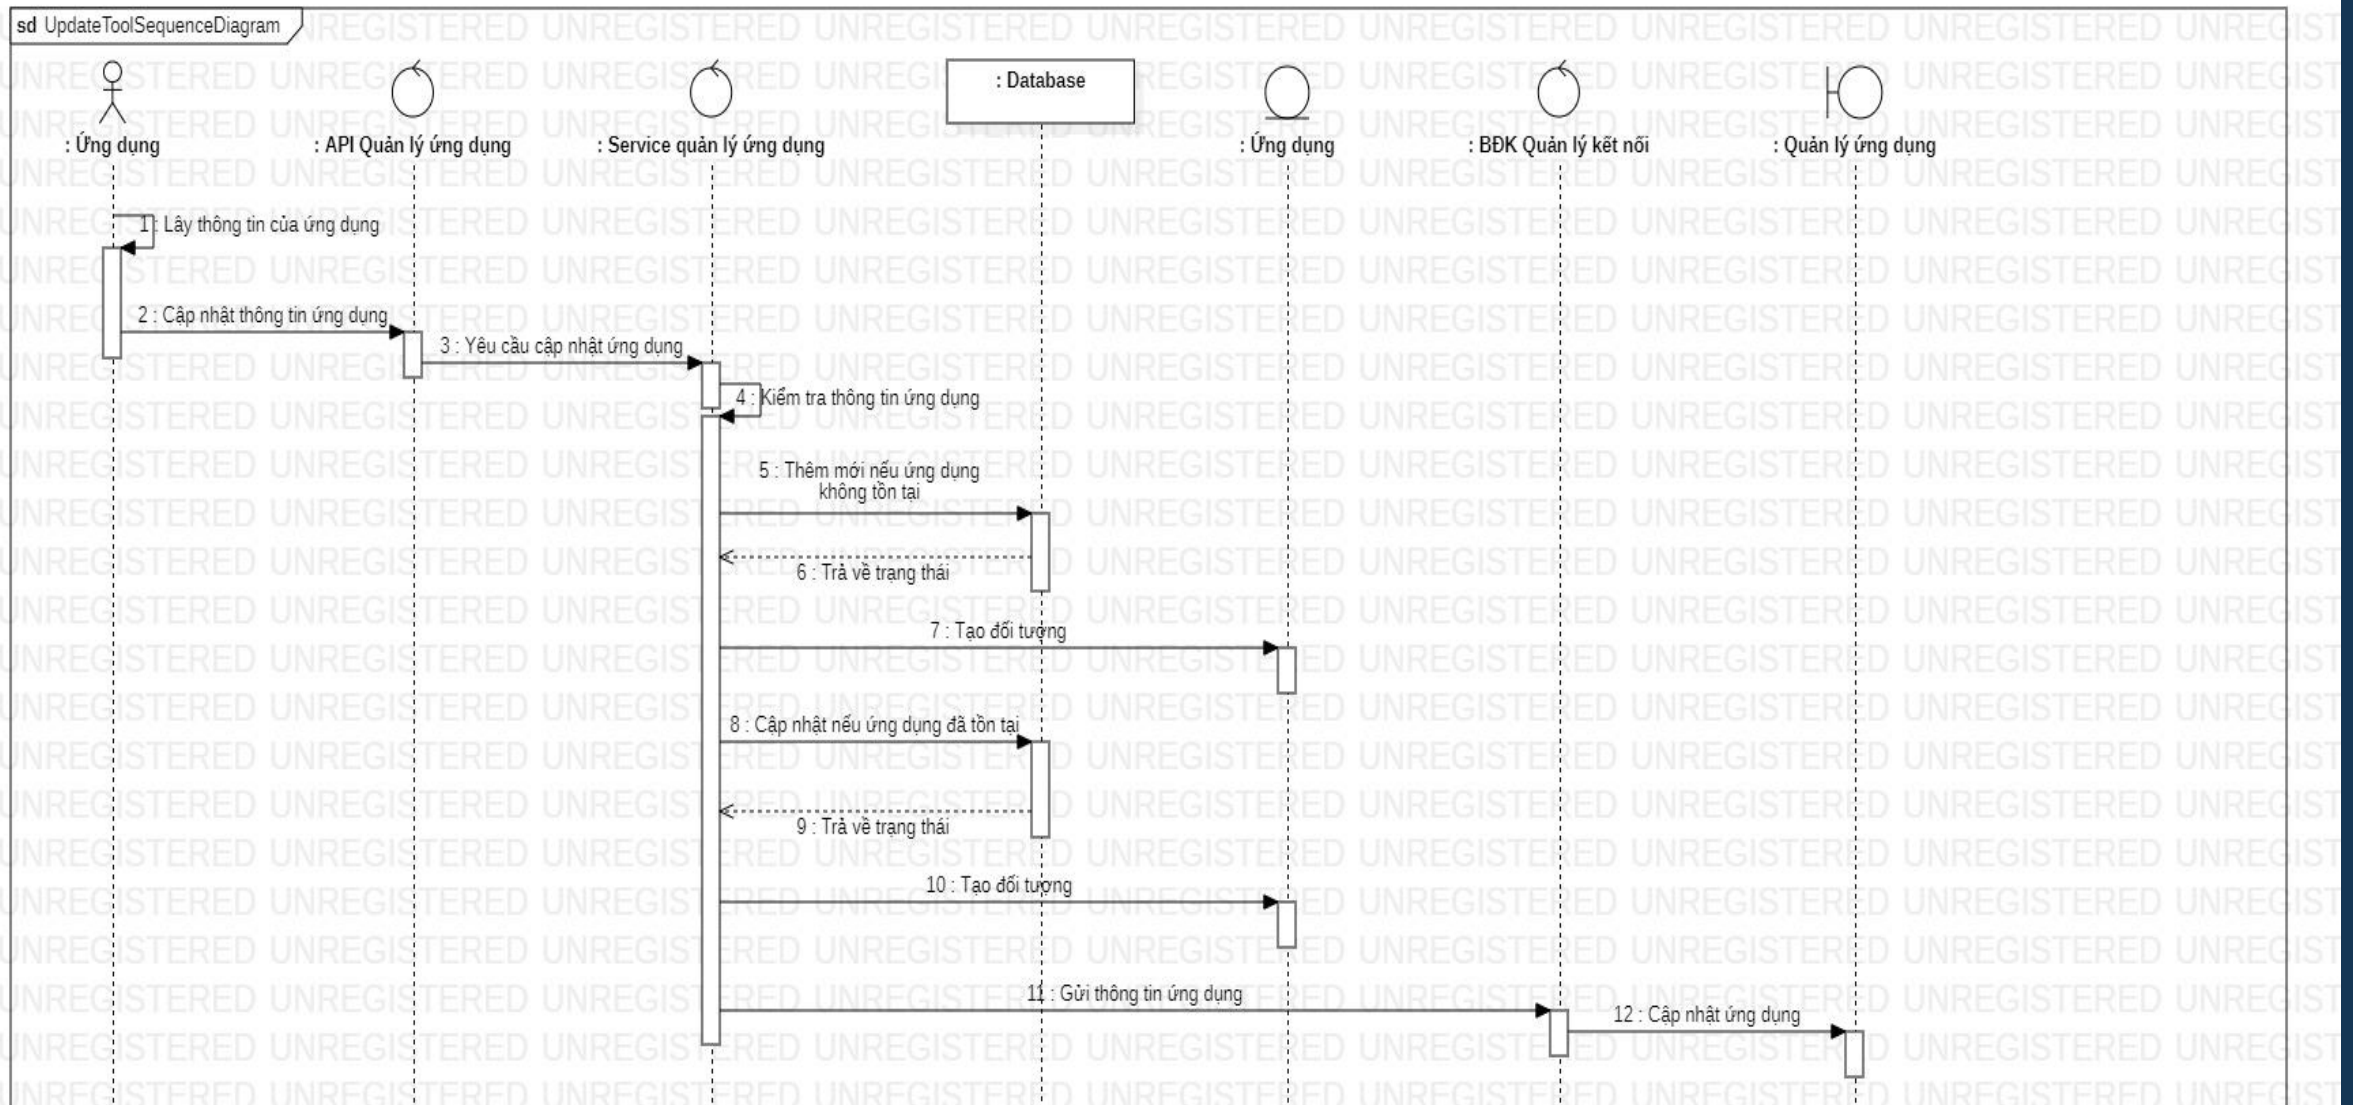 sd UpdateToolSequenceDiagram
: Ứng dụng
: API Quản lý ứng dụng
: Service quản lý ứng dụng
: Database
: Ứng dụng
: BĐK Quản lý kết nối
: Quản lý ứng dụng
1 : Lây thông tin của ứng dụng
2 : Cập nhật thông tin ứng dụng
3 : Yêu cầu cập nhật ứng dụng
4 : Kiểm tra thông tin ứng dụng
5 : Thêm mới nếu ứng dụng
không tồn tại
6 : Trả về trạng thái
7 : Tạo đối tượng
8 : Cập nhật nếu ứng dụng đã tồn tại
9 : Trả về trạng thái
10 : Tạo đối tượng
11 : Gửi thông tin ứng dụng
12 : Cập nhật ứng dụng